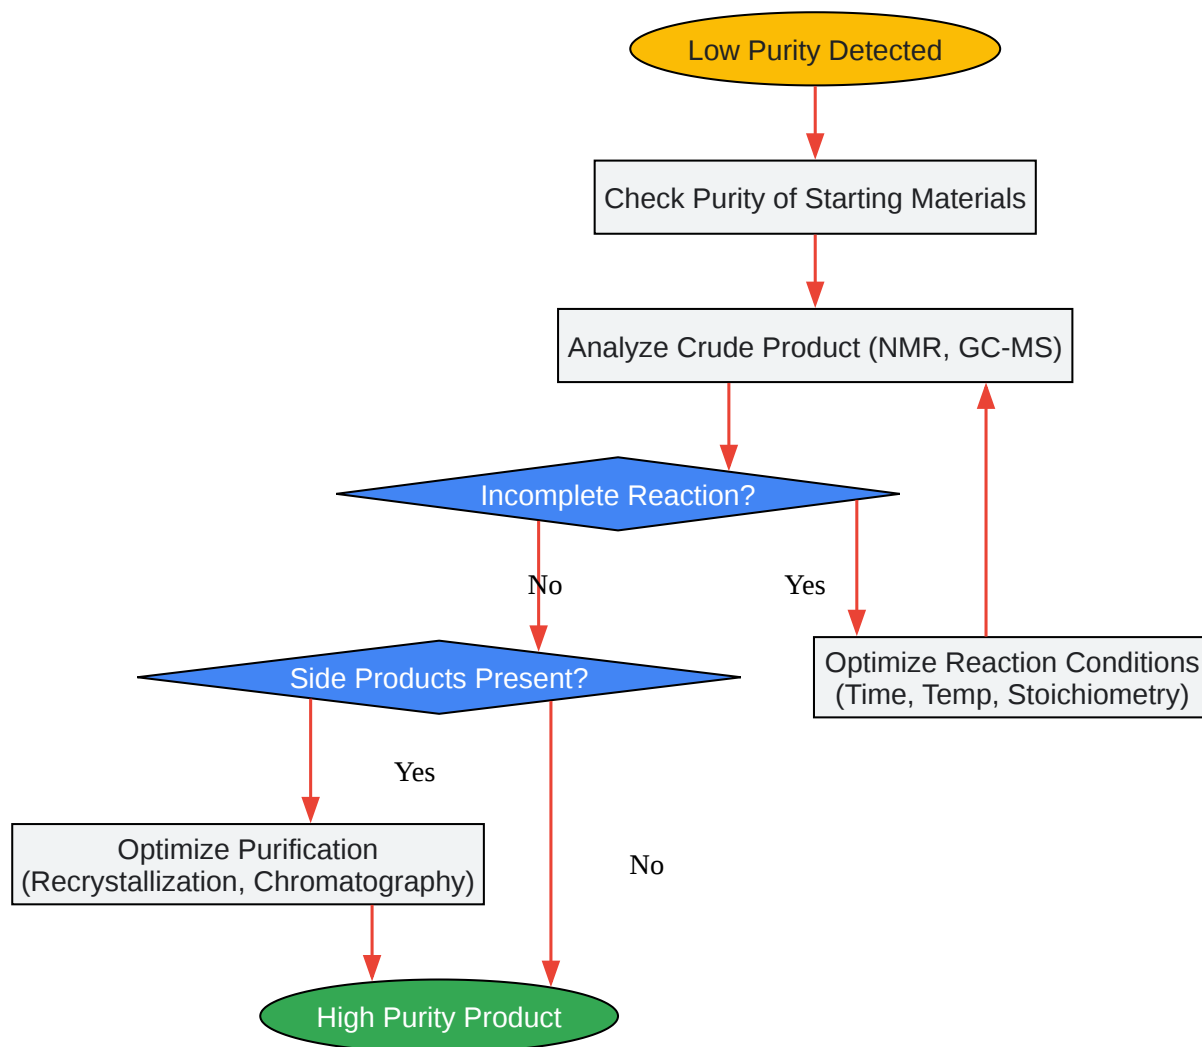 Low Purity Detected
Check Purity of Starting Materials
Analyze Crude Product (NMR, GC-MS)
Incomplete Reaction?
No
Yes
Optimize Reaction Conditions
(Time, Temp, Stoichiometry)
Side Products Present?
Yes
Optimize Purification
(Recrystallization, Chromatography)
No
High Purity Product